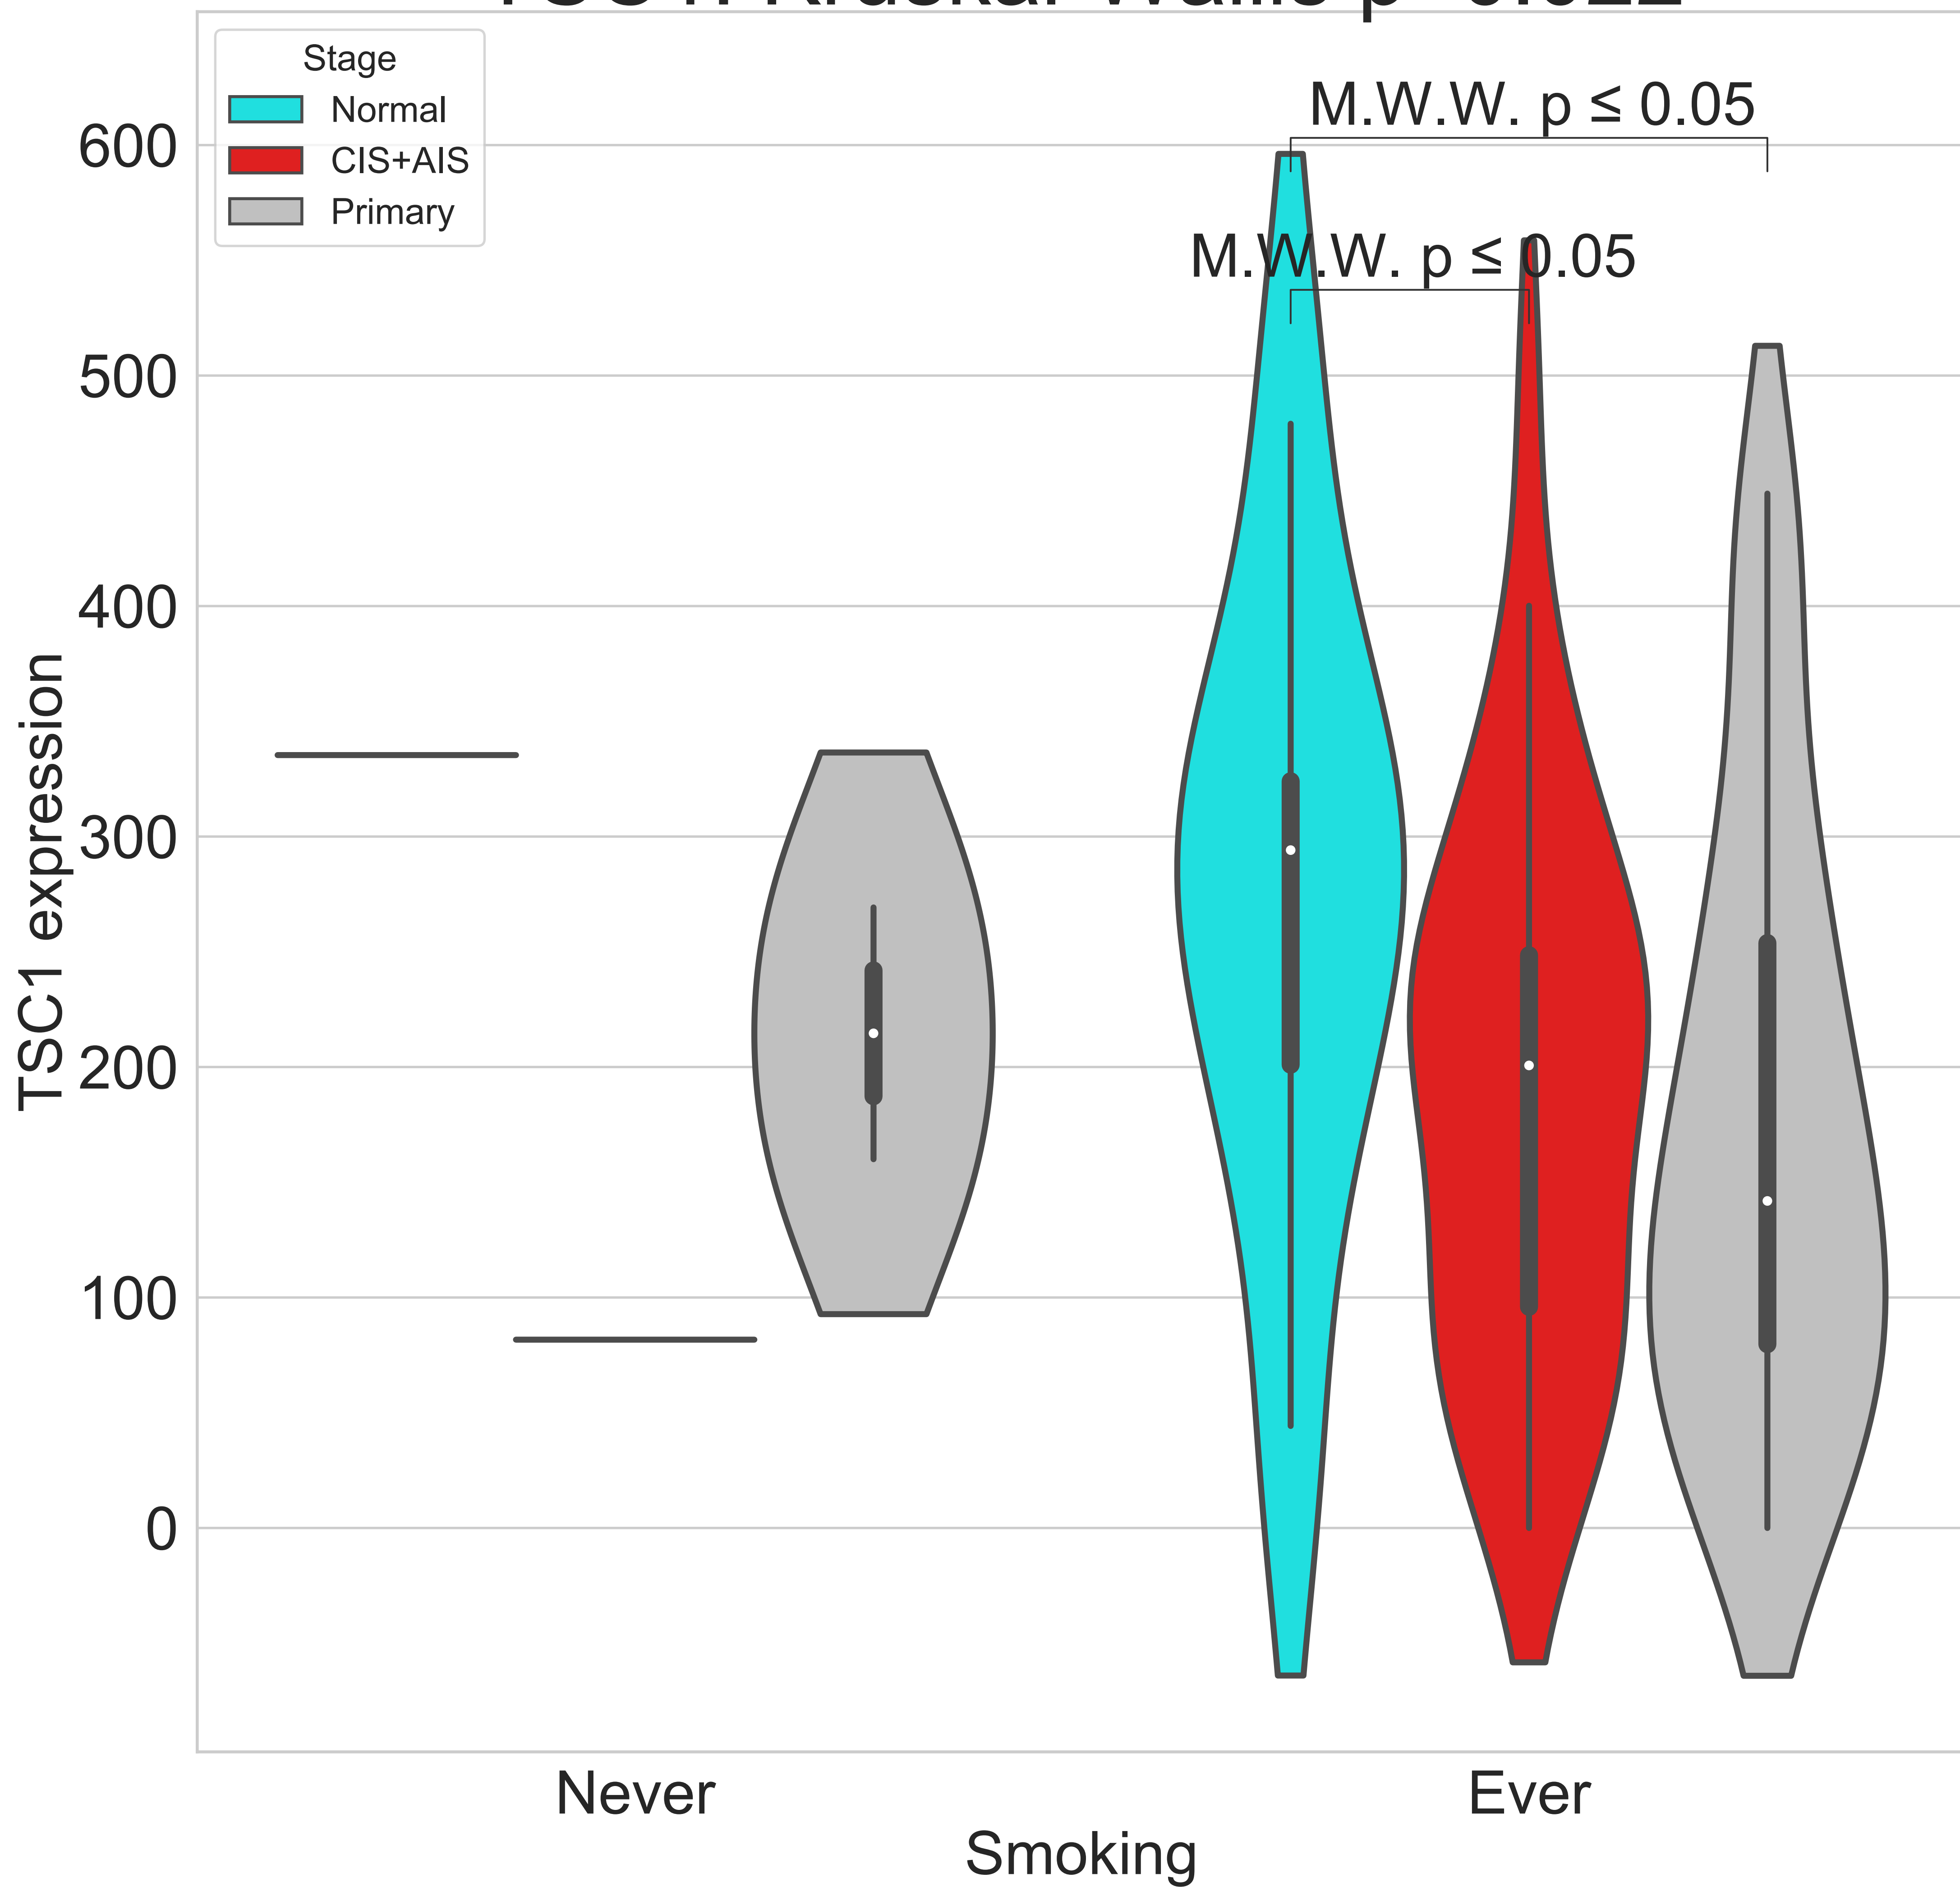 Stage
Normal
CIS+AIS
Primary
M.W.W. p ≤ 0.05
M.W.W. p ≤ 0.05
600
500
400
300
200
100
0
TSC1 expression
Never
Ever
Smoking